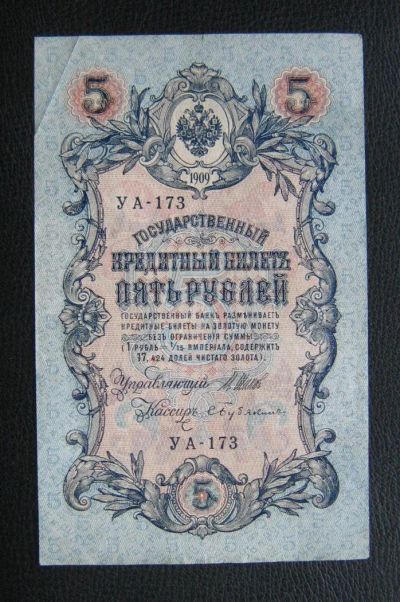 5 5
1909
УА-173
ГОСУДАРСТВЕННЫЙ
КРЕДИТНЫЙ БИЛЕТЪ
ПЯТЬ РУБЛЕЙ
ГОСУДАРСТВЕННЫЙ БАНКЪ РАЗМѢНИВАЕТЪ
КРЕДИТНЫЕ БИЛЕТЫ НА ЗОЛОТУЮ МОНЕТУ
БЕЗЪ ОГРАНИЧЕНІЯ СУММЫ
(1 РУБЛЬ = 1/15 ИМПЕРІАЛА, СОДЕРЖИТЪ
17,424 ДОЛЕЙ ЧИСТАГО ЗОЛОТА).
Управляющій
Кассиръ
УА-173
5